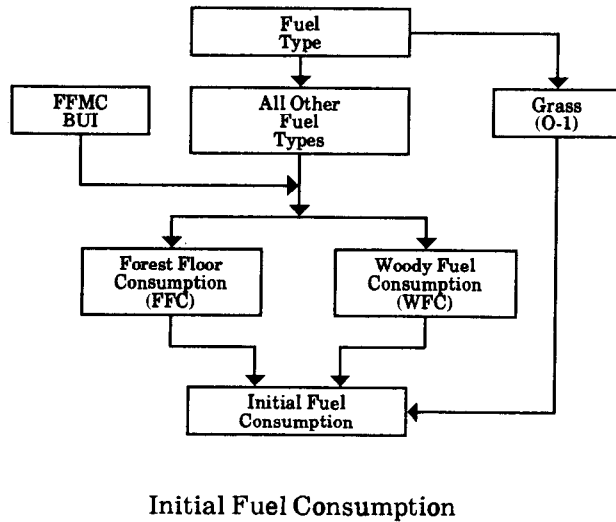 Fuel
Type
FFMC
BUI
All Other
Fuel
Types
Grass
(O-1)
Forest Floor
Consumption
(FFC)
Woody Fuel
Consumption
(WFC)
Initial Fuel
Consumption
Initial Fuel Consumption